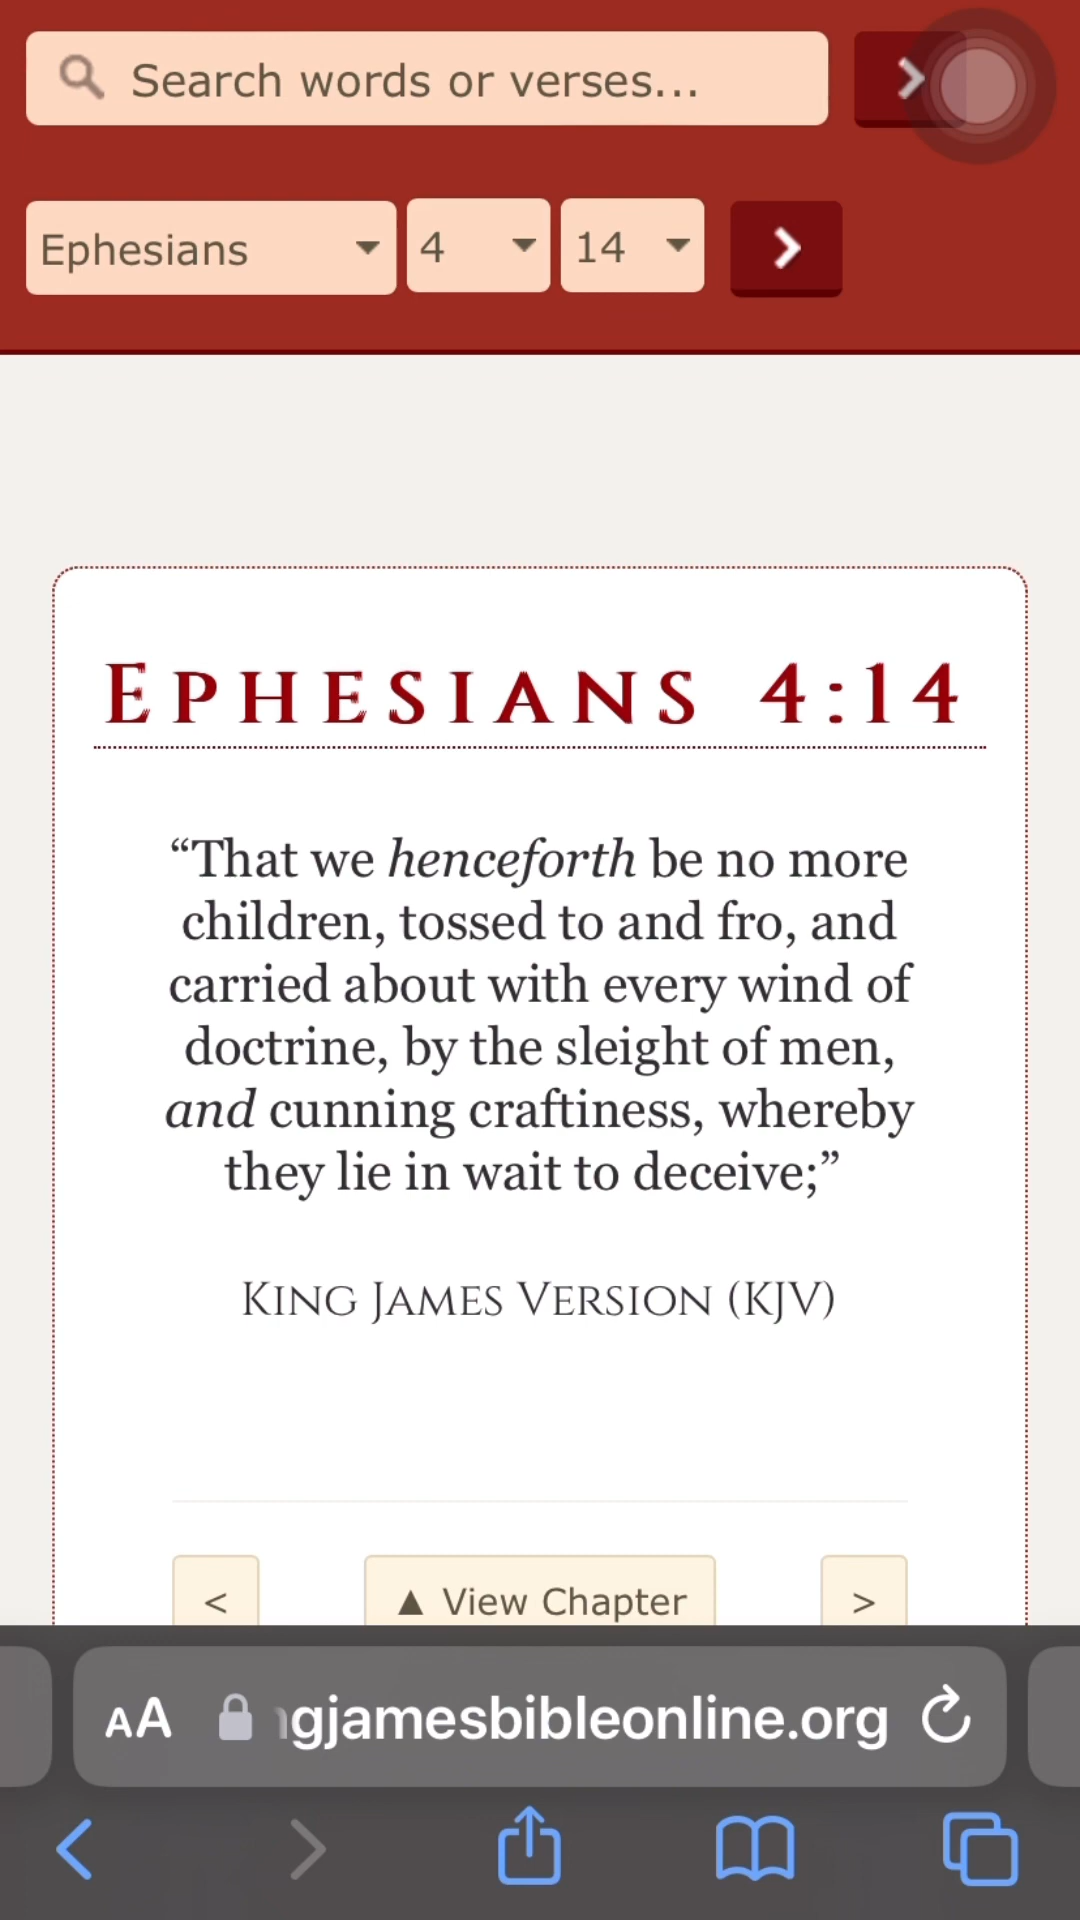 Search words or verses...
Ephesians 4 14
EPHESIANS 4:14
“That we henceforth be no more
children, tossed to and fro, and
carried about with every wind of
doctrine, by the sleight of men,
and cunning craftiness, whereby
they lie in wait to deceive;”
KING JAMES VERSION (KJV)
< ▲ View Chapter >
AA gjamesbibleonline.org